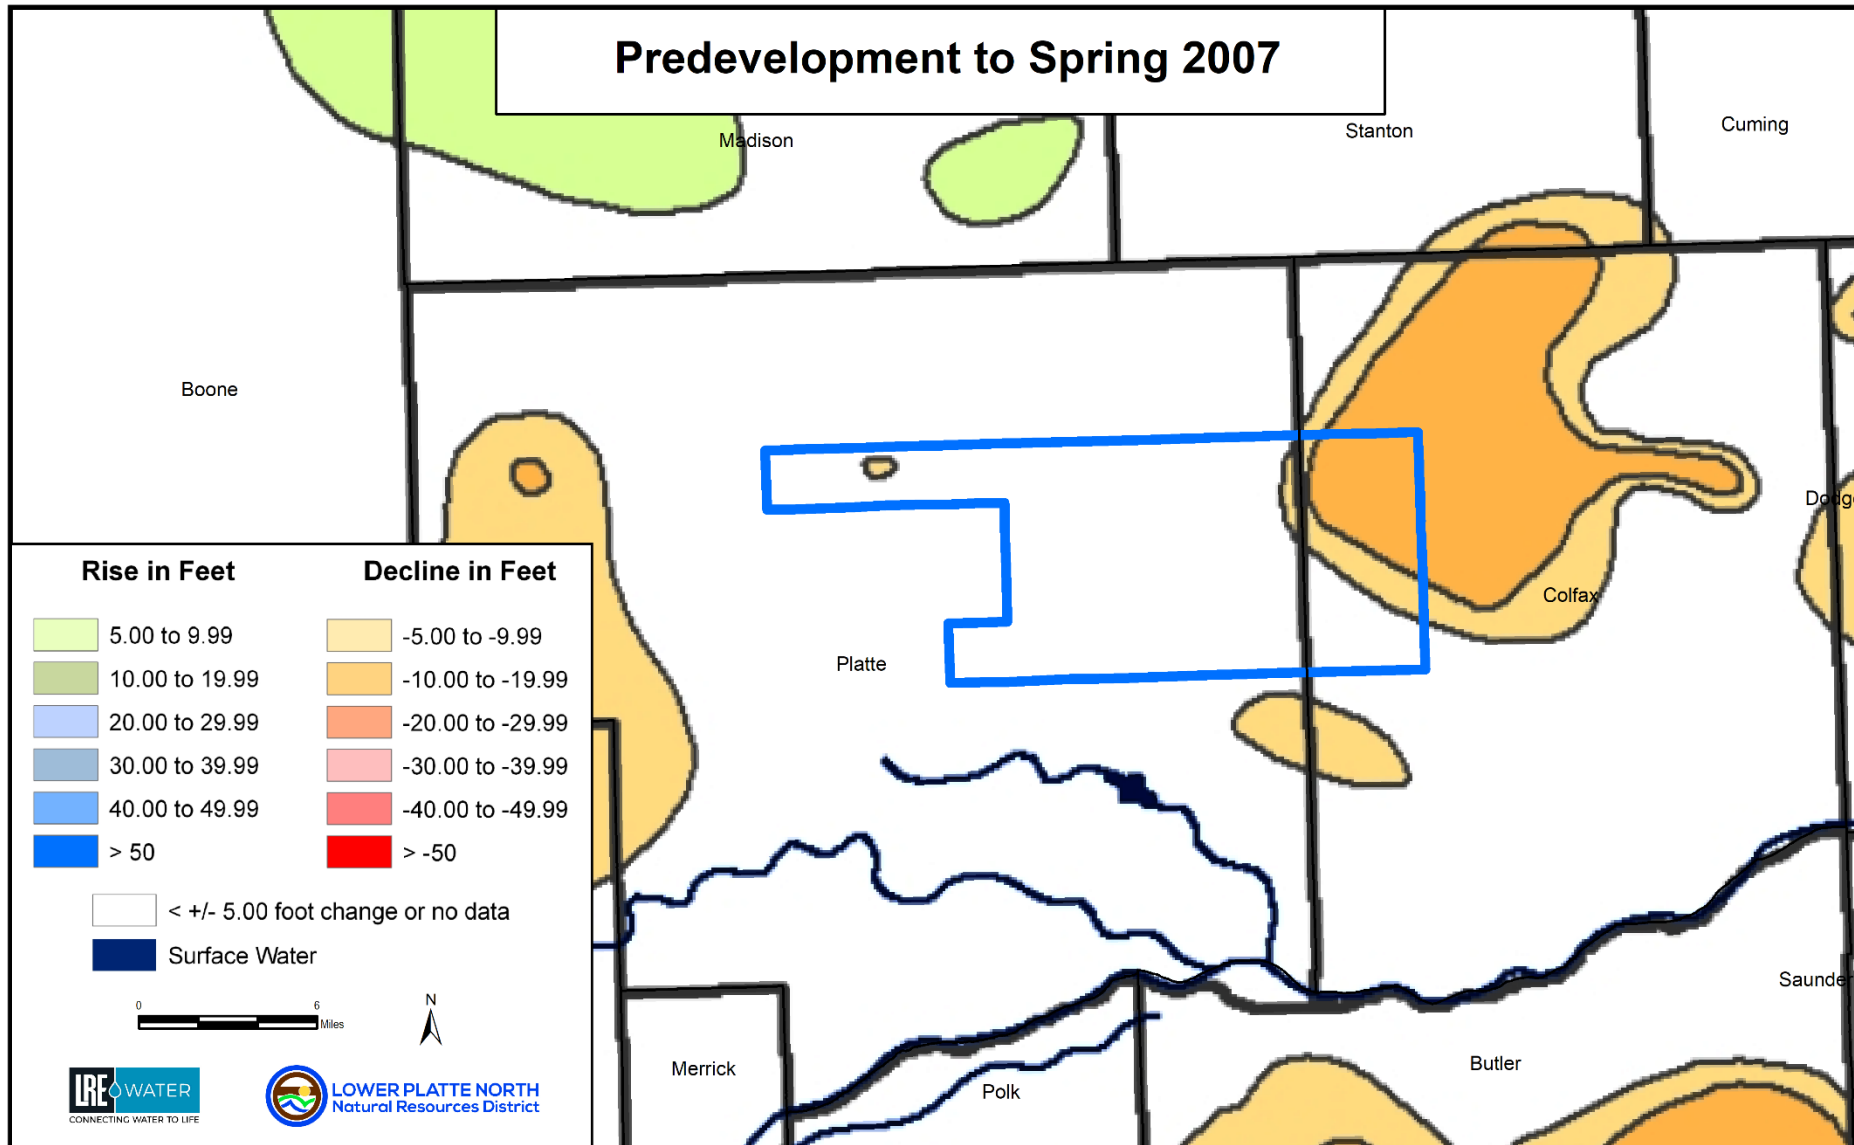 Predevelopment to Spring 2007
Madison
Stanton
Cuming
Boone
Dodg
Colfax
Platte
Rise in Feet
Decline in Feet
5.00 to 9.99
-5.00 to -9.99
10.00 to 19.99
-10.00 to -19.99
20.00 to 29.99
-20.00 to -29.99
30.00 to 39.99
-30.00 to -39.99
40.00 to 49.99
-40.00 to -49.99
> 50
> -50
< +/- 5.00 foot change or no data
Surface Water
0 6
Miles
N
Saunder
Merrick
Polk
Butler
LRE WATER
CONNECTING WATER TO LIFE
LOWER PLATTE NORTH
Natural Resources District